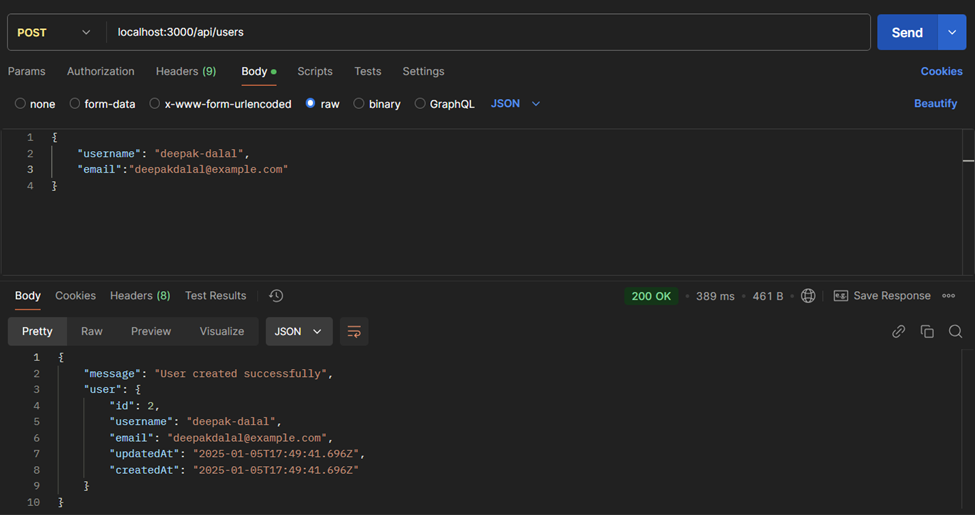 POST localhost:3000/api/users Send
Params Authorization Headers (9) Body Scripts Tests Settings Cookies
none form-data x-www-form-urlencoded raw binary GraphQL JSON Beautify
1 {
2 "username": "deepak-dalal",
3 "email":"deepakdalal@example.com"
4 }
Body Cookies Headers (8) Test Results 200 OK 389 ms 461 B e.g. Save Response
Pretty Raw Preview Visualize JSON
1 {
2 "message": "User created successfully",
3 "user": {
4 "id": 2,
5 "username": "deepak-dalal",
6 "email": "deepakdalal@example.com",
7 "updatedAt": "2025-01-05T17:49:41.696Z",
8 "createdAt": "2025-01-05T17:49:41.696Z"
9 }
10 }